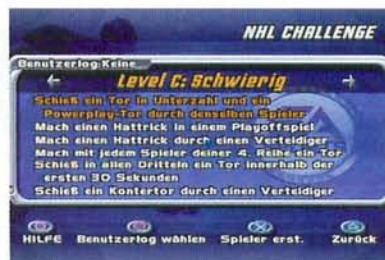 NHL CHALLENGE
Benutzerlog:Keine
Level C: Schwierig
Schieß ein Tor in Unterzahl und ein
Powerplay-Tor durch denselben Spieler
Mach einen Hattrick in einem Playoffspiel
Mach einen Hattrick durch einen Verteidiger
Mach mit jedem Spieler deiner 4. Reihe ein Tor
Schieß in allen Dritteln ein Tor innerhalb der
ersten 30 Sekunden
Schieß ein Kontertor durch einen Verteidiger
HILFE Benutzerlog wählen Spieler erst. Zurück